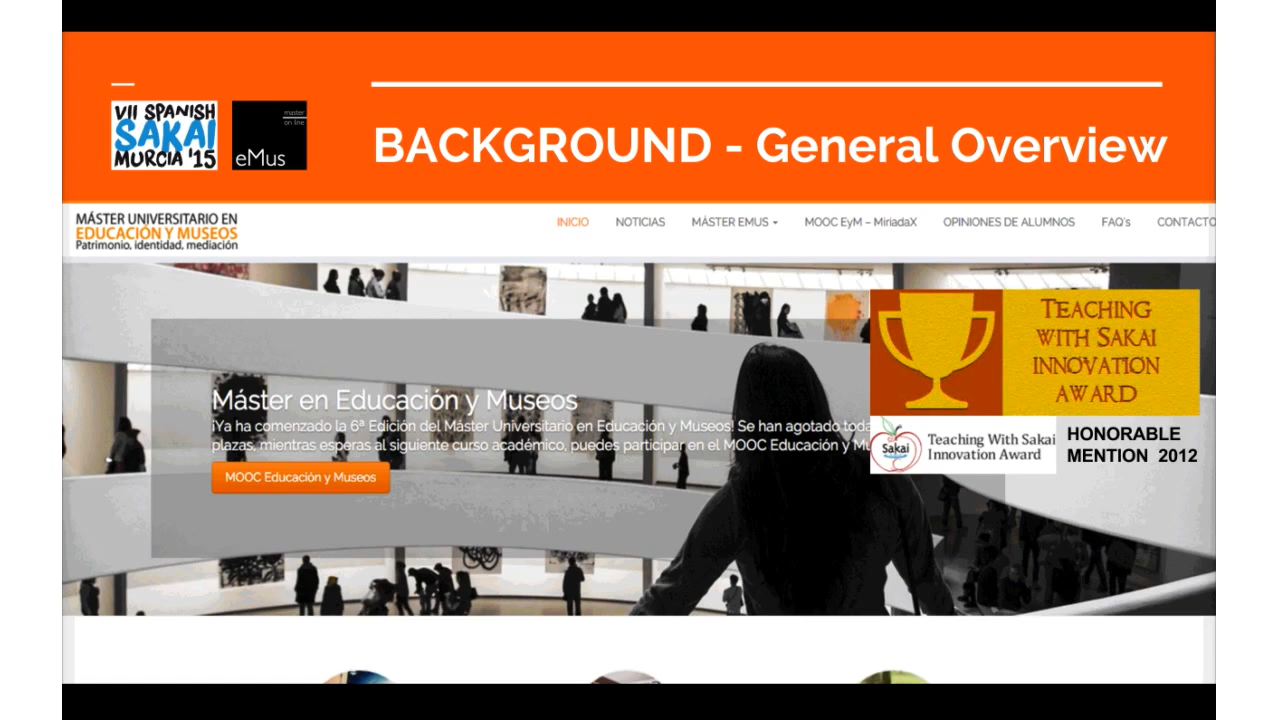 VII SPANISH
SAKAI
MURCIA '15
master
on line
eMus
BACKGROUND - General Overview
MÁSTER UNIVERSITARIO EN
EDUCACIÓN Y MUSEOS
Patrimonio, identidad, mediación
INICIO NOTICIAS MÁSTER EMUS MOOC EyM – MiriadaX OPINIONES DE ALUMNOS FAQ's CONTACTO
Máster en Educación y Museos
¡Ya ha comenzado la 6ª Edición del Máster Universitario en Educación y Museos! Se han agotado toda
plazas, mientras esperas al siguiente curso académico, puedes participar en el MOOC Educación y Mu
MOOC Educación y Museos
TEACHING
WITH SAKAI
INNOVATION
AWARD
Sakai
Teaching With Sakai
Innovation Award
HONORABLE
MENTION 2012